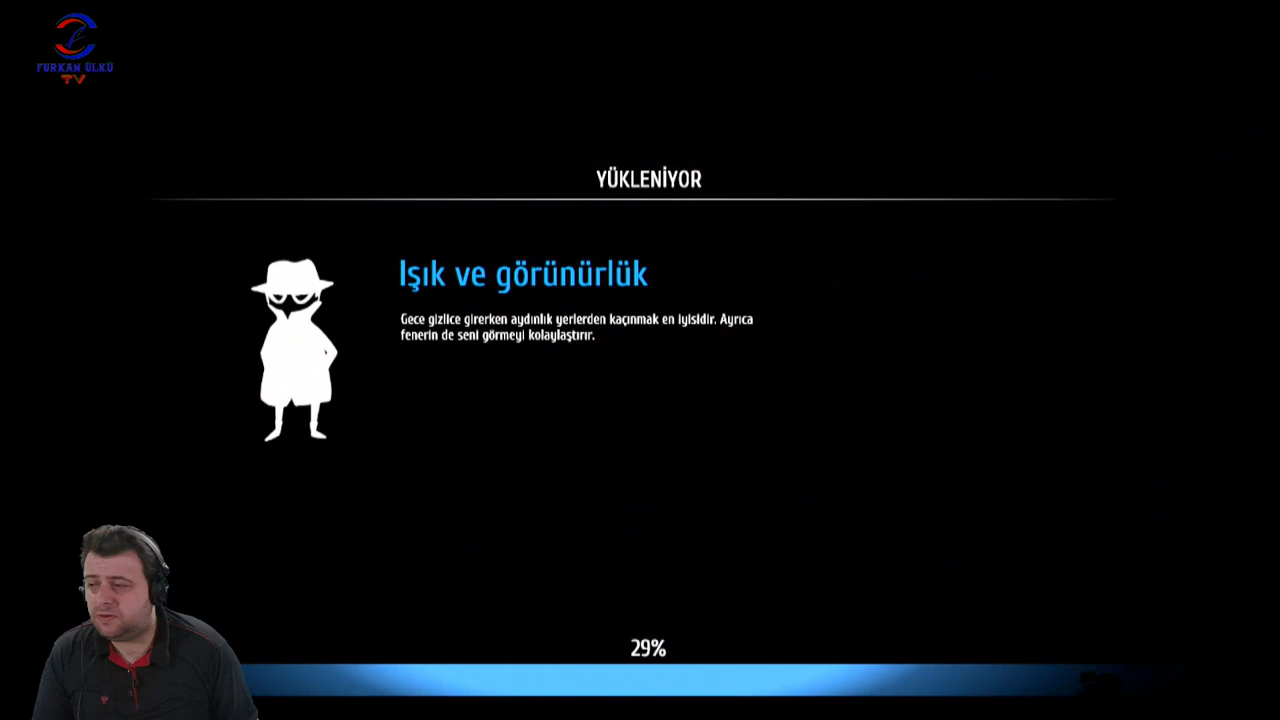 FURKAN ÜLKÜ
TV
YÜKLENİYOR
Işık ve görünürlük
Gece gizlice girerken aydınlık yerlerden kaçınmak en iyisidir. Ayrıca
fenerin de seni görmeyi kolaylaştırır.
29%